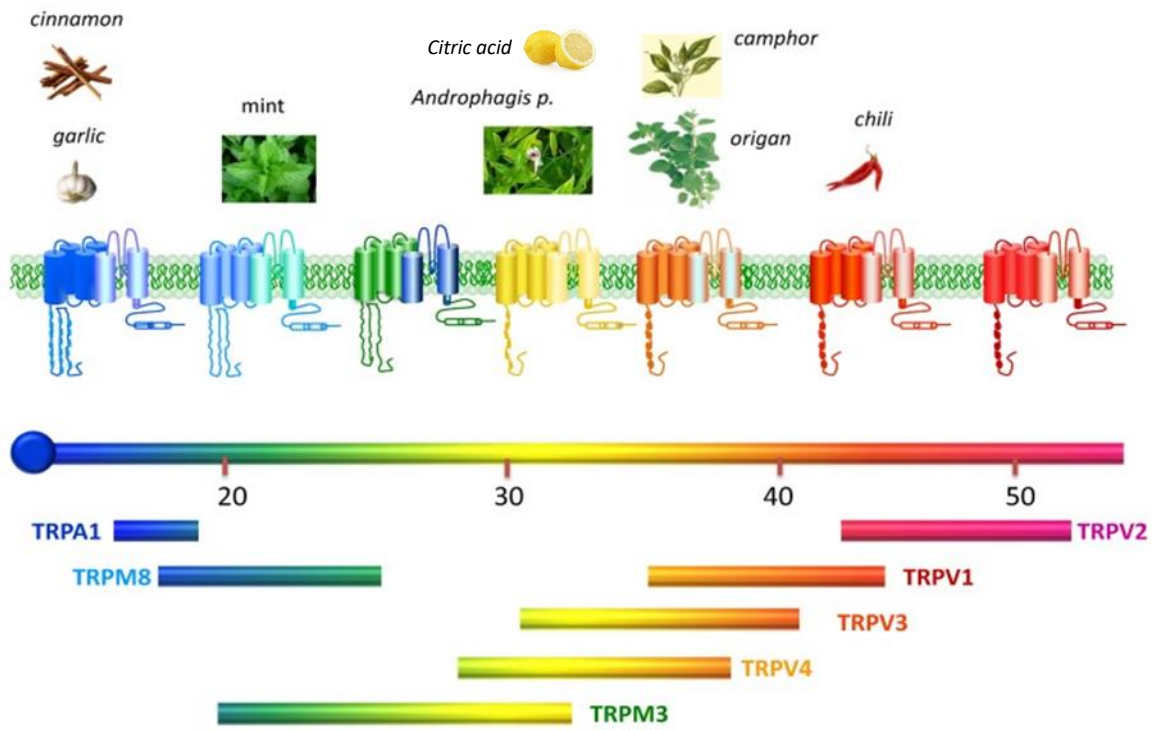 cinnamon
Citric acid
camphor
Androphagis p.
mint
chili
garlic
origan
20
30
40
50
TRPA1
TRPV2
TRPM8
TRPV1
TRPV3
TRPV4
TRPM3